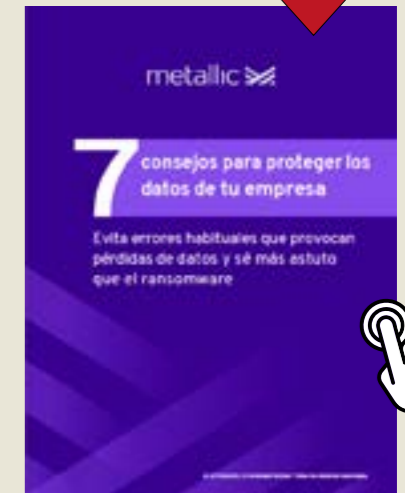 metallic
7
consejos para proteger los
datos de tu empresa
Evita errores habituales que provocan
pérdidas de datos y sé más astuto
que el ransomware